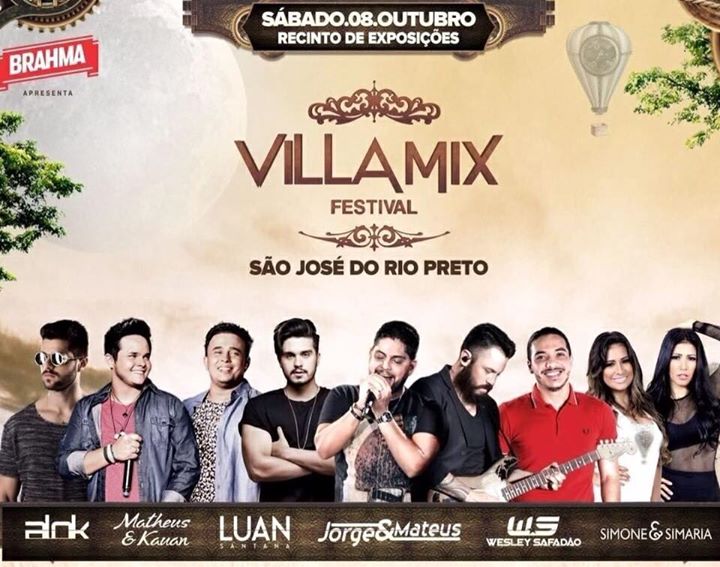 SÁBADO.08.OUTUBRO
RECINTO DE EXPOSIÇÕES
BRAHMA
APRESENTA
VILLAMIX
FESTIVAL
SÃO JOSÉ DO RIO PRETO
Matheus
& Kauan
LUAN
SANTANA
Jorge&Mateus
WS
WESLEY SAFADÃO
SIMONE & SIMARIA